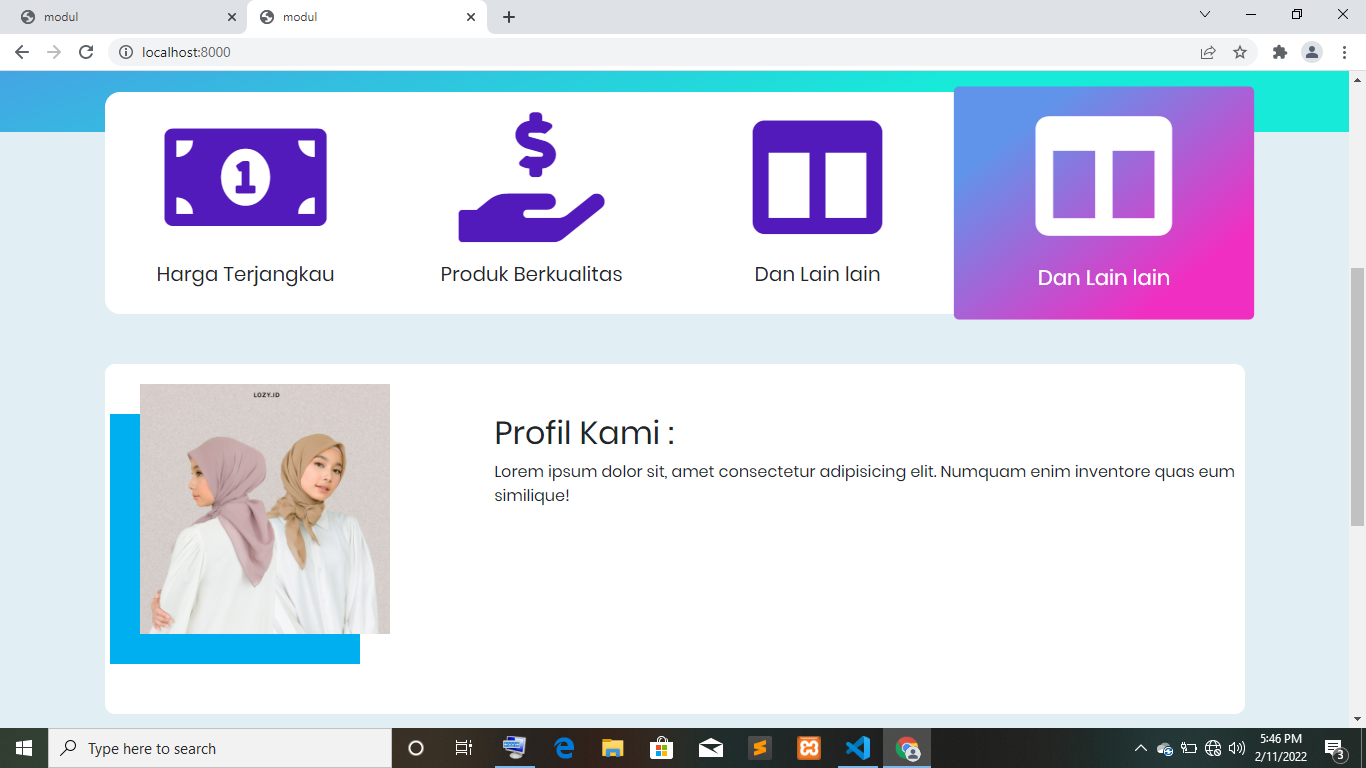 modul
modul
localhost:8000
1
$
Harga Terjangkau
Produk Berkualitas
Dan Lain lain
Dan Lain lain
LOZY.ID
Profil Kami :
Lorem ipsum dolor sit, amet consectetur adipisicing elit. Numquam enim inventore quas eum
similique!
Type here to search
5:46 PM
2/11/2022
3